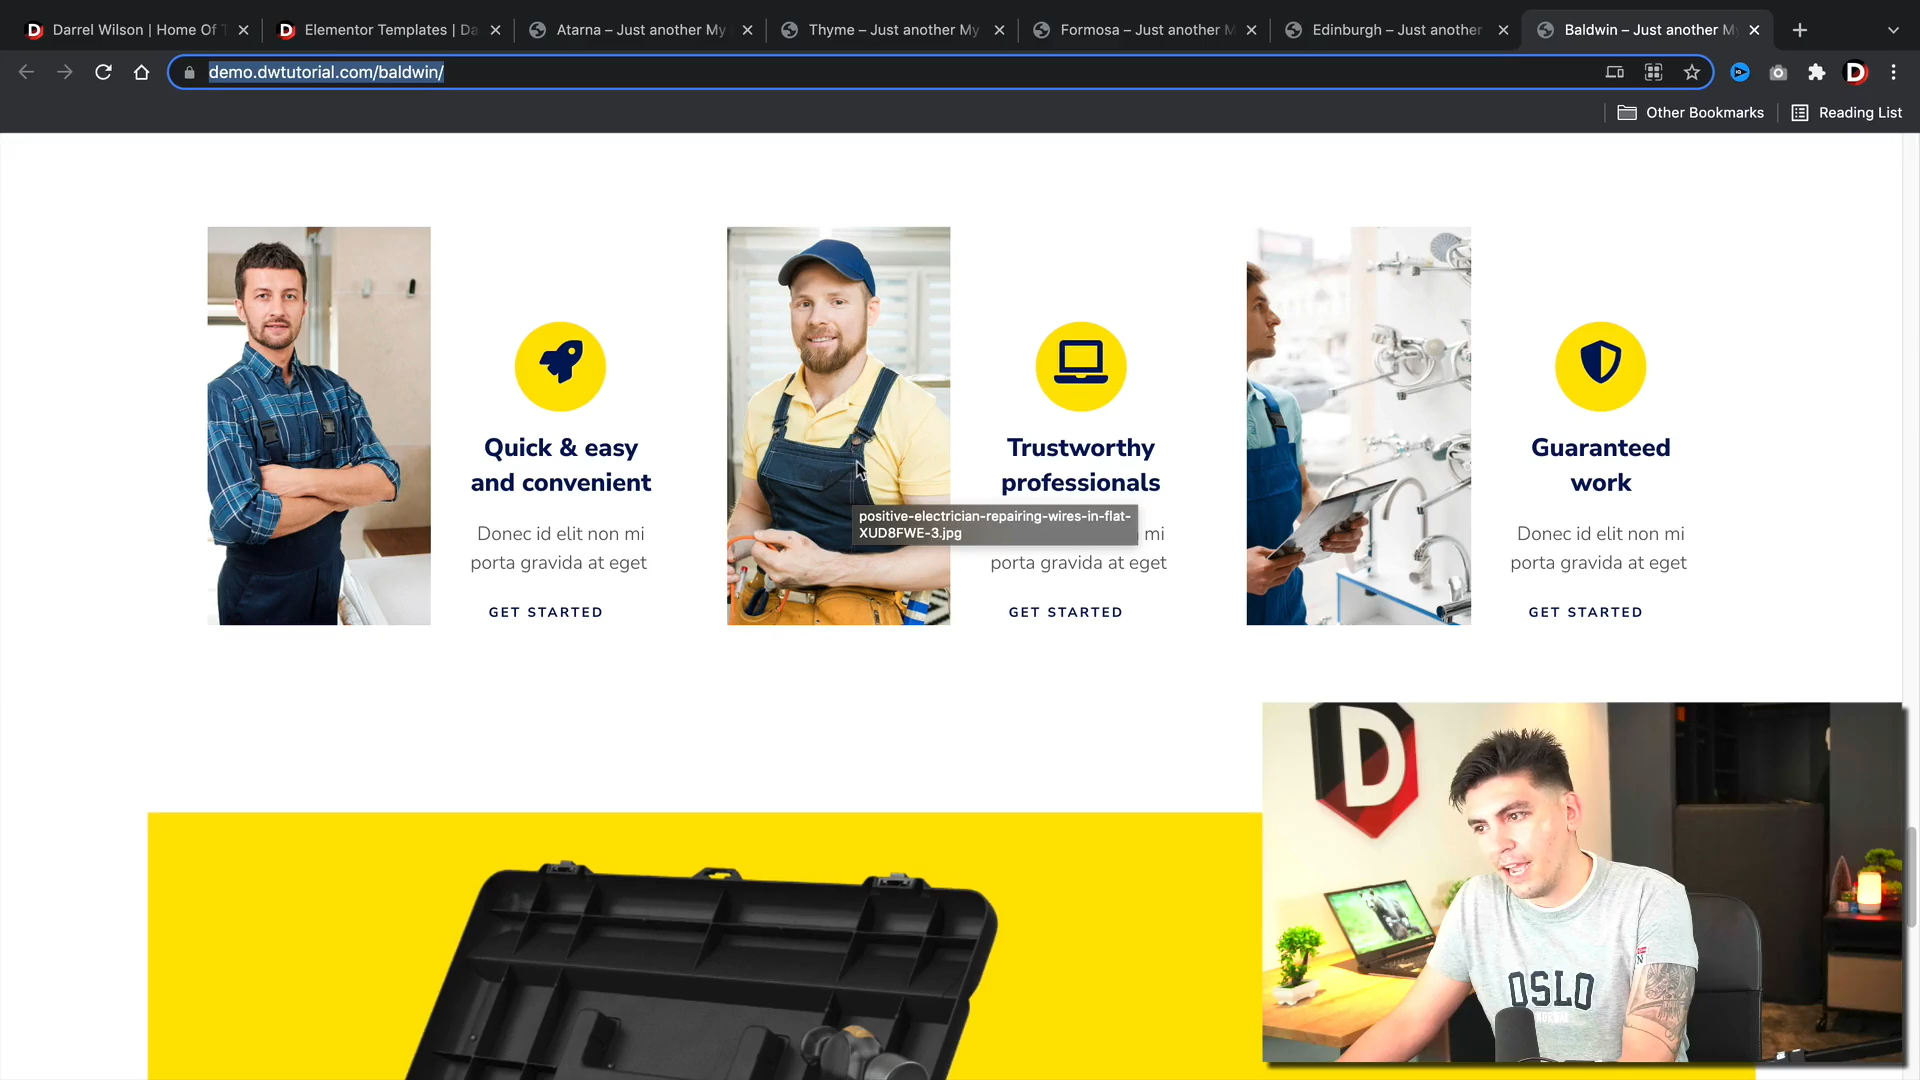 Darrel Wilson | Home Of T
Elementor Templates | Da
Atarna – Just another My
Thyme – Just another My
Formosa – Just another M
Edinburgh – Just another
Baldwin – Just another M
demo.dwtutorial.com/baldwin/
Other Bookmarks
Reading List
Quick & easy
and convenient
Donec id elit non mi
porta gravida at eget
GET STARTED
Trustworthy
professionals
positive-electrician-repairing-wires-in-flat-
XUD8FWE-3.jpg
mi
porta gravida at eget
GET STARTED
Guaranteed
work
Donec id elit non mi
porta gravida at eget
GET STARTED
D
OSLO